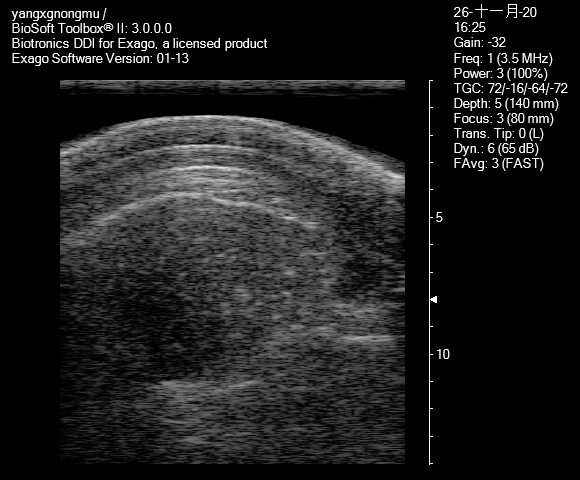 yangxgnongmu /
BioSoft Toolbox® II: 3.0.0.0
Biotronics DDI for Exago, a licensed product
Exago Software Version: 01-13
26-十一月-20
16:25
Gain: -32
Freq: 1 (3.5 MHz)
Power: 3 (100%)
TGC: 72/-16/-64/-72
Depth: 5 (140 mm)
Focus: 3 (80 mm)
Trans. Tip: 0 (L)
Dyn.: 6 (65 dB)
FAvg: 3 (FAST)
5
10